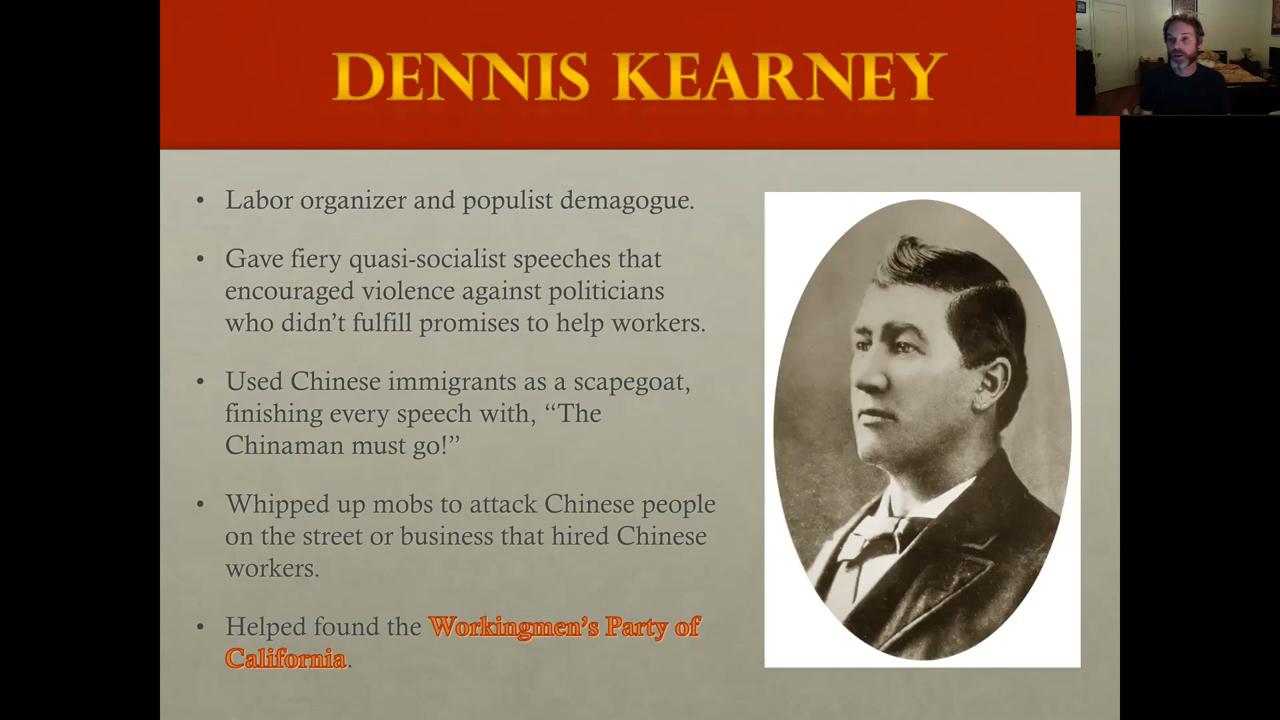 DENNIS KEARNEY
• Labor organizer and populist demagogue.
• Gave fiery quasi-socialist speeches that
encouraged violence against politicians
who didn’t fulfill promises to help workers.
• Used Chinese immigrants as a scapegoat,
finishing every speech with, “The
Chinaman must go!”
• Whipped up mobs to attack Chinese people
on the street or business that hired Chinese
workers.
• Helped found the Workingmen’s Party of
California.